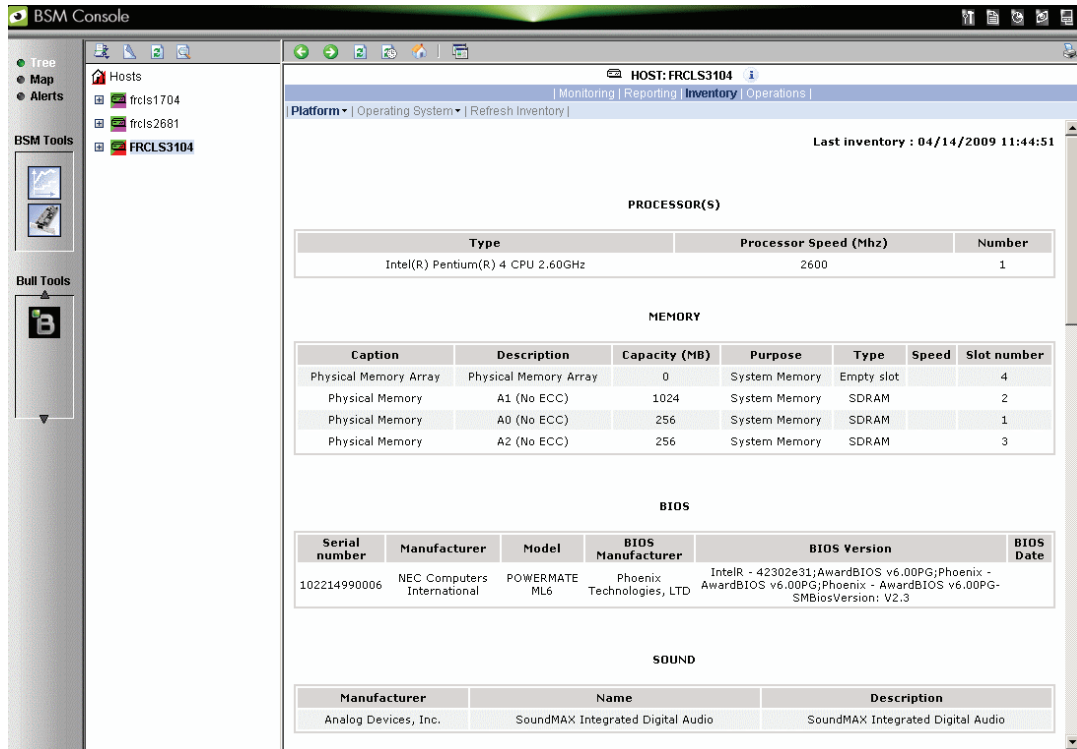 BSM Console
Tree
Map
Alerts
BSM Tools
Bull Tools
B
Hosts
frcls1704
frcls2681
FRCLS3104
HOST: FRCLS3104 i
| Monitoring | Reporting | Inventory | Operations |
| Platform | Operating System | Refresh Inventory |
Last inventory : 04/14/2009 11:44:51
PROCESSOR(S)
Type Processor Speed (Mhz) Number
Intel(R) Pentium(R) 4 CPU 2.60GHz 2600 1
MEMORY
Caption Description Capacity (MB) Purpose Type Speed Slot number
Physical Memory Array Physical Memory Array 0 System Memory Empty slot 4
Physical Memory A1 (No ECC) 1024 System Memory SDRAM 2
Physical Memory A0 (No ECC) 256 System Memory SDRAM 1
Physical Memory A2 (No ECC) 256 System Memory SDRAM 3
BIOS
Serial number Manufacturer Model BIOS Manufacturer BIOS Version BIOS Date
102214990006 NEC Computers International POWERMATE ML6 Phoenix Technologies, LTD IntelR - 42302e31;AwardBIOS v6.00PG;Phoenix - AwardBIOS v6.00PG;Phoenix - AwardBIOS v6.00PG-SMBiosVersion: V2.3
SOUND
Manufacturer Name Description
Analog Devices, Inc. SoundMAX Integrated Digital Audio SoundMAX Integrated Digital Audio